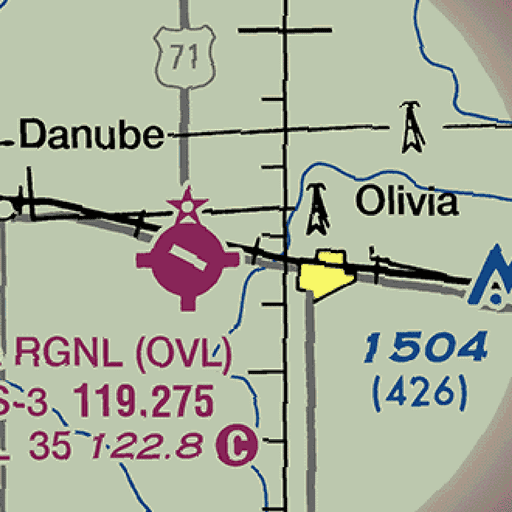 71
Danube
Olivia
RGNL (OVL)
S-3 119.275
L 35 122.8 C
1504
(426)